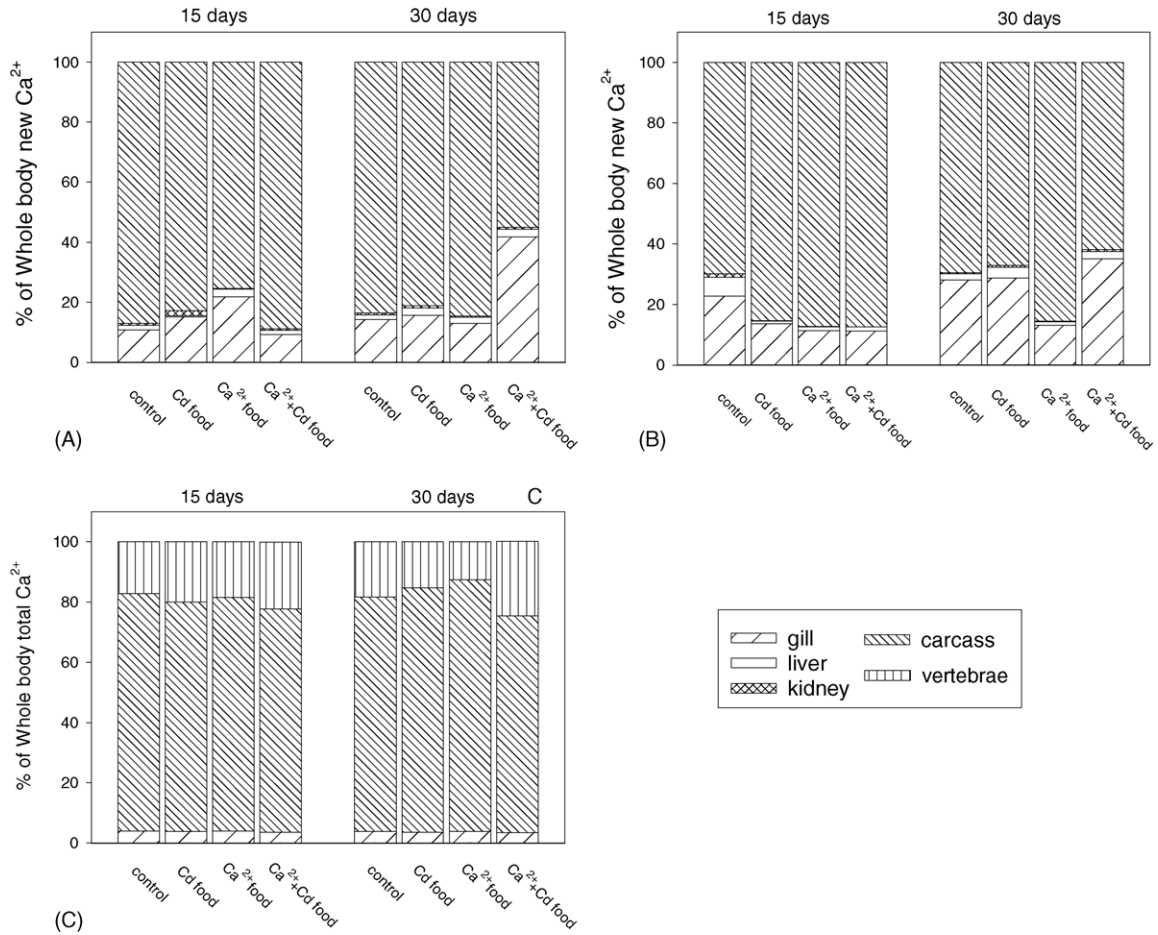 15 days 30 days
% of Whole body new Ca²⁺
100
80
60
40
20
0
control
Cd food
Ca ²⁺food
Ca ²⁺+Cd food
control
Cd food
Ca ²⁺food
Ca ²⁺+Cd food
(A)
15 days 30 days
% of Whole body new Ca²⁺
100
80
60
40
20
0
control
Cd food
Ca ²⁺food
Ca ²⁺+Cd food
control
Cd food
Ca ²⁺food
Ca ²⁺+Cd food
(B)
15 days 30 days C
% of Whole body total Ca²⁺
100
80
60
40
20
0
control
Cd food
Ca ²⁺food
Ca ²⁺+Cd food
control
Cd food
Ca ²⁺food
Ca ²⁺+Cd food
(C)
gill
liver
kidney
carcass
vertebrae